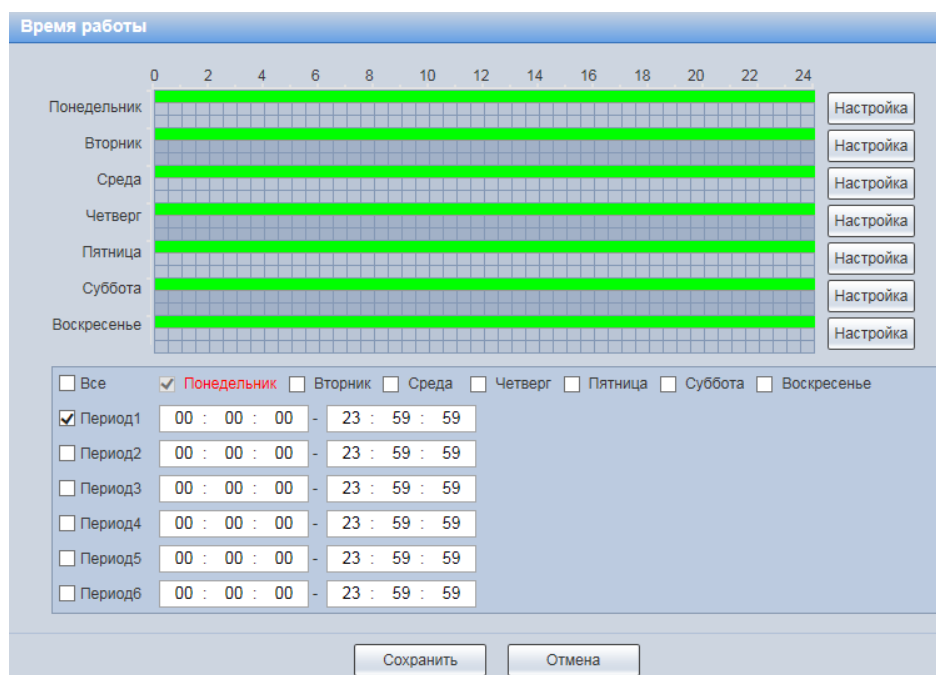 Время работы
0 2 4 6 8 10 12 14 16 18 20 22 24
Понедельник Настройка
Вторник Настройка
Среда Настройка
Четверг Настройка
Пятница Настройка
Суббота Настройка
Воскресенье Настройка
Все Понедельник Вторник Среда Четверг Пятница Суббота Воскресенье
Период1 00 : 00 : 00 - 23 : 59 : 59
Период2 00 : 00 : 00 - 23 : 59 : 59
Период3 00 : 00 : 00 - 23 : 59 : 59
Период4 00 : 00 : 00 - 23 : 59 : 59
Период5 00 : 00 : 00 - 23 : 59 : 59
Период6 00 : 00 : 00 - 23 : 59 : 59
Сохранить Отмена